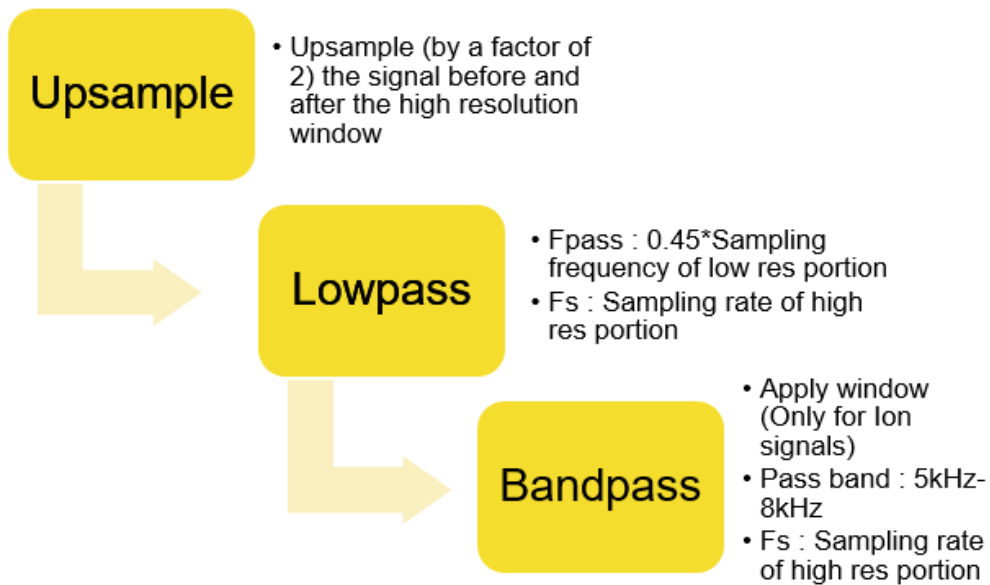 Upsample
• Upsample (by a factor of
2) the signal before and
after the high resolution
window
Lowpass
• Fpass : 0.45*Sampling
frequency of low res portion
• Fs : Sampling rate of high
res portion
Bandpass
• Apply window
(Only for Ion
signals)
• Pass band : 5kHz-
8kHz
• Fs : Sampling rate
of high res portion